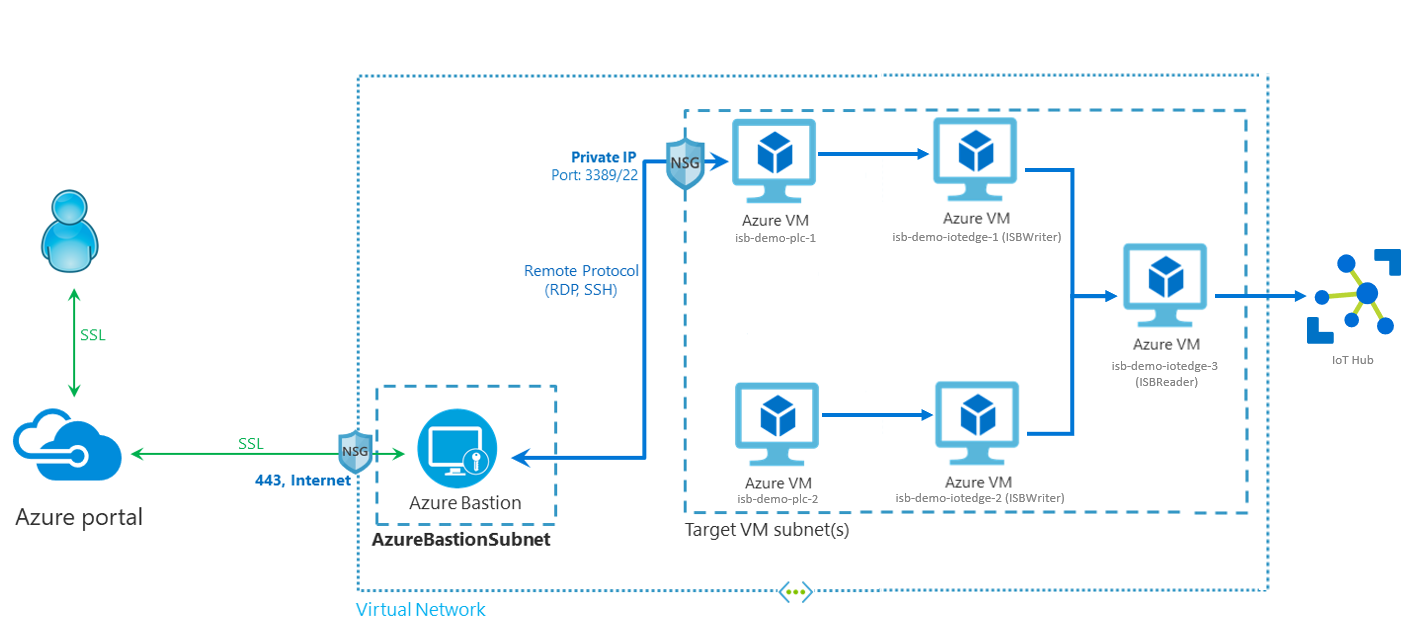 Private IP
Port: 3389/22
NSG
Azure VM
isb-demo-plc-1
Azure VM
isb-demo-iotedge-1 (ISBWriter)
Remote Protocol
(RDP, SSH)
SSL
Azure VM
isb-demo-iotedge-3
(ISBReader)
IoT Hub
SSL
NSG
443, Internet
Azure portal
Azure Bastion
AzureBastionSubnet
Azure VM
isb-demo-plc-2
Azure VM
isb-demo-iotedge-2 (ISBWriter)
Target VM subnet(s)
Virtual Network